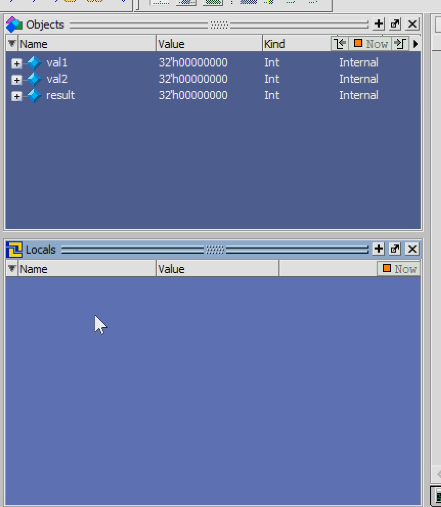 Objects
Name Value Kind Now
val1 32'h00000000 Int Internal
val2 32'h00000000 Int Internal
result 32'h00000000 Int Internal
Locals
Name Value Now